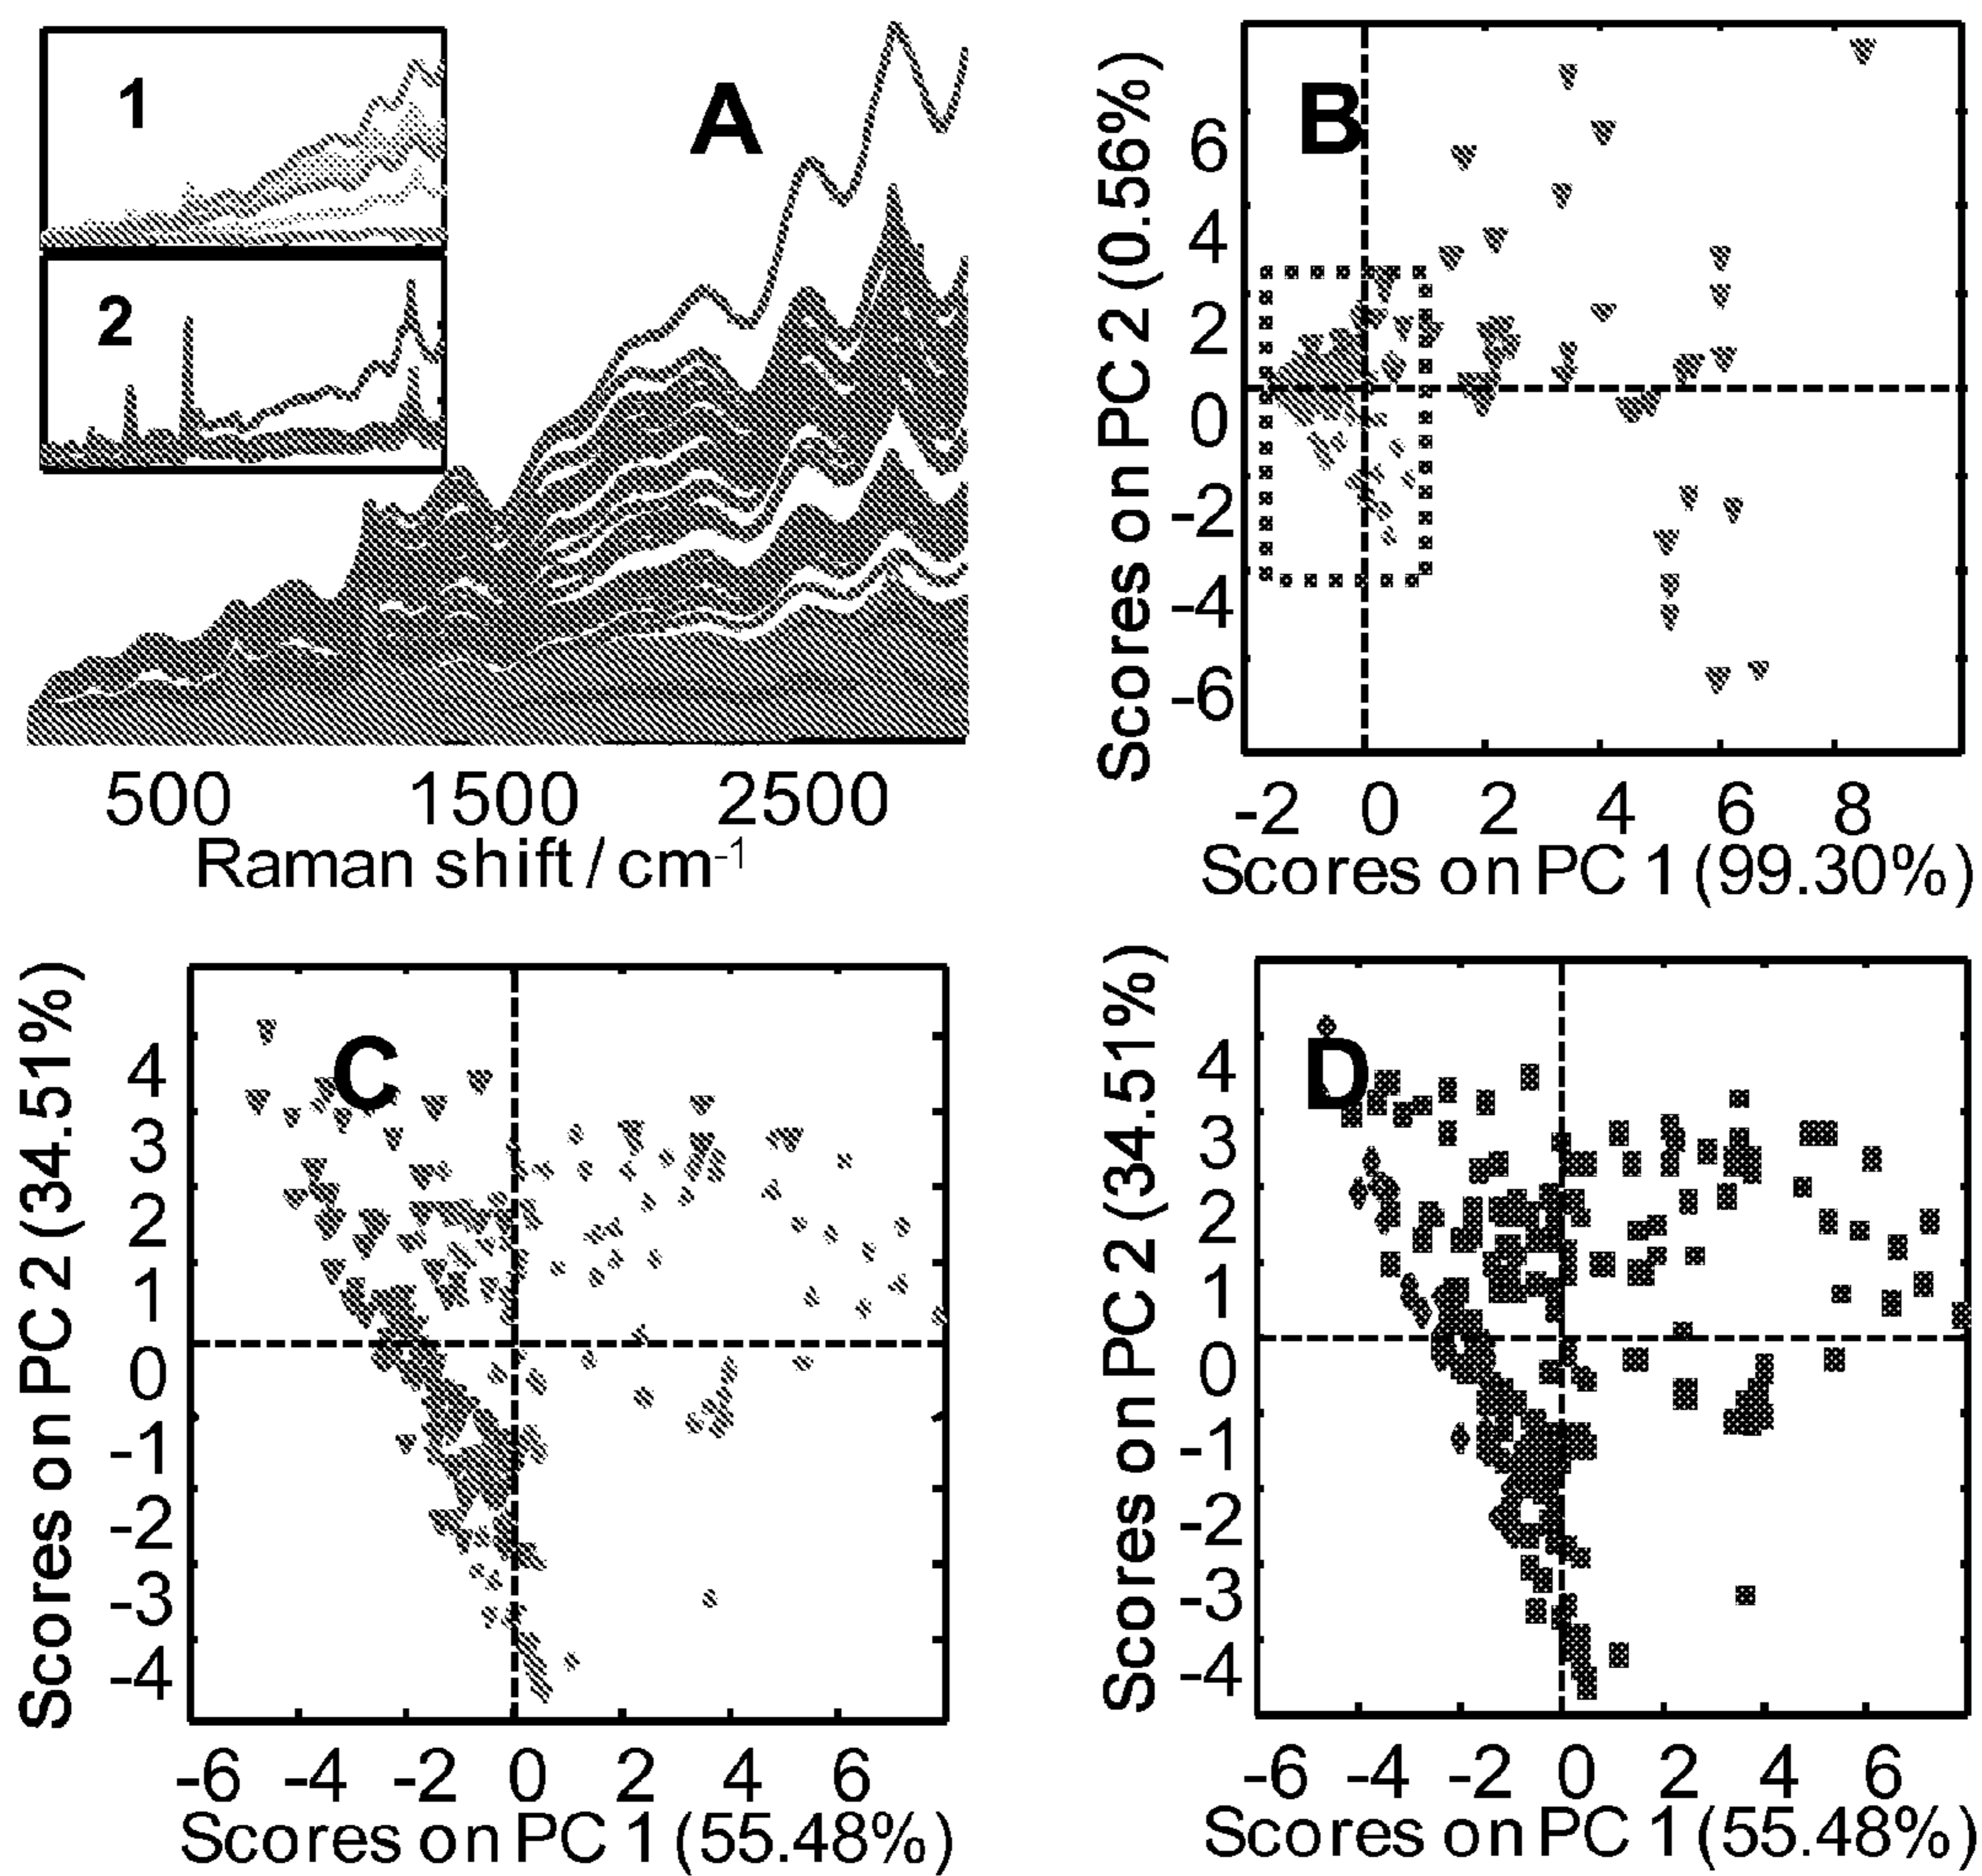 1
2
A
500 1500 2500
Raman shift / cm-1
B
Scores on PC 2 (0.56%)
6
4
2
0
-2
-4
-6
-2 0 2 4 6 8
Scores on PC 1 (99.30%)
C
Scores on PC 2 (34.51%)
4
3
2
1
0
-1
-2
-3
-4
-6 -4 -2 0 2 4 6
Scores on PC 1 (55.48%)
D
Scores on PC 2 (34.51%)
4
3
2
1
0
-1
-2
-3
-4
-6 -4 -2 0 2 4 6
Scores on PC 1 (55.48%)